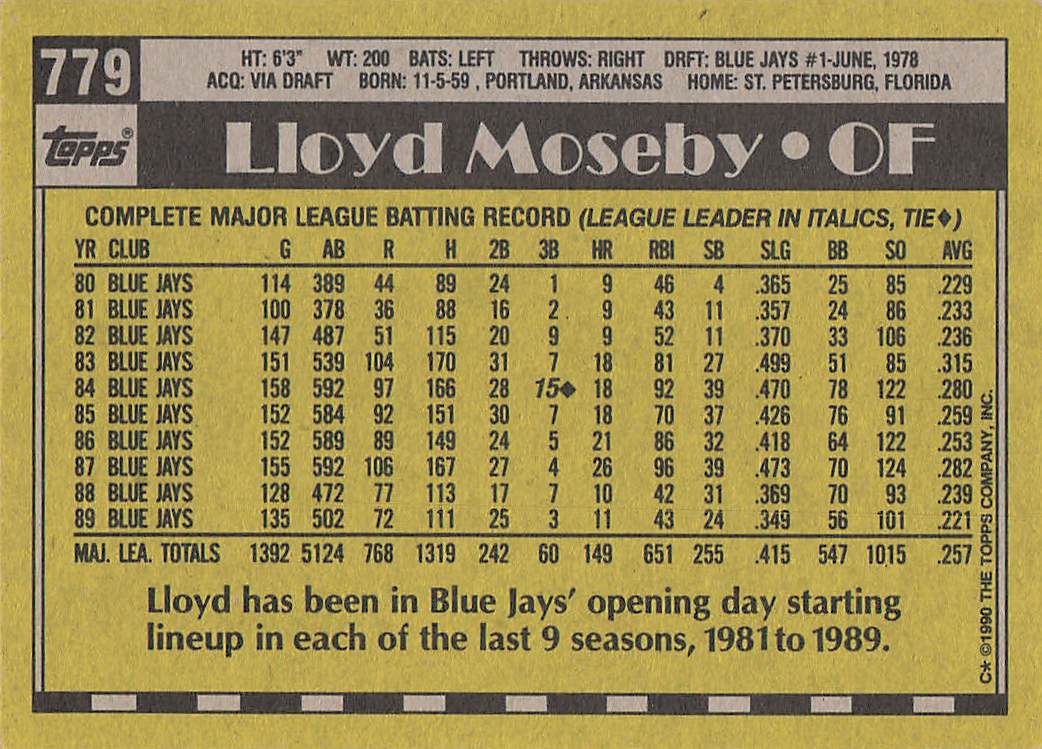 779
HT: 6'3" WT: 200 BATS: LEFT THROWS: RIGHT DRFT: BLUE JAYS #1-JUNE, 1978
ACQ: VIA DRAFT BORN: 11-5-59 , PORTLAND, ARKANSAS HOME: ST. PETERSBURG, FLORIDA
Topps®
Lloyd Moseby • OF
COMPLETE MAJOR LEAGUE BATTING RECORD (LEAGUE LEADER IN ITALICS, TIE♦)
YR CLUB G AB R H 2B 3B HR RBI SB SLG BB SO AVG
80 BLUE JAYS 114 389 44 89 24 1 9 46 4 .365 25 85 .229
81 BLUE JAYS 100 378 36 88 16 2 9 43 11 .357 24 86 .233
82 BLUE JAYS 147 487 51 115 20 9 9 52 11 .370 33 106 .236
83 BLUE JAYS 151 539 104 170 31 7 18 81 27 .499 51 85 .315
84 BLUE JAYS 158 592 97 166 28 15♦ 18 92 39 .470 78 122 .280
85 BLUE JAYS 152 584 92 151 30 7 18 70 37 .426 76 91 .259
86 BLUE JAYS 152 589 89 149 24 5 21 86 32 .418 64 122 .253
87 BLUE JAYS 155 592 106 167 27 4 26 96 39 .473 70 124 .282
88 BLUE JAYS 128 472 77 113 17 7 10 42 31 .369 70 93 .239
89 BLUE JAYS 135 502 72 111 25 3 11 43 24 .349 56 101 .221
MAJ. LEA. TOTALS 1392 5124 768 1319 242 60 149 651 255 .415 547 1015 .257
Lloyd has been in Blue Jays' opening day starting
lineup in each of the last 9 seasons, 1981 to 1989.
C* ©1990 THE TOPPS COMPANY, INC.